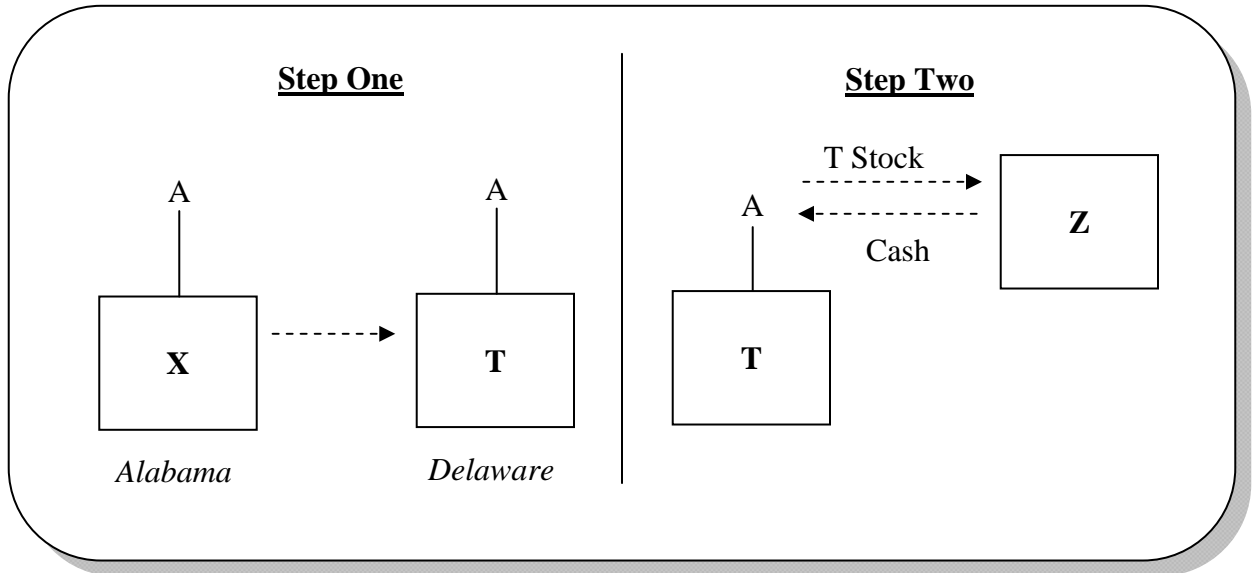 Step One
A
A
X
T
Alabama
Delaware
Step Two
T Stock
A
Cash
Z
T